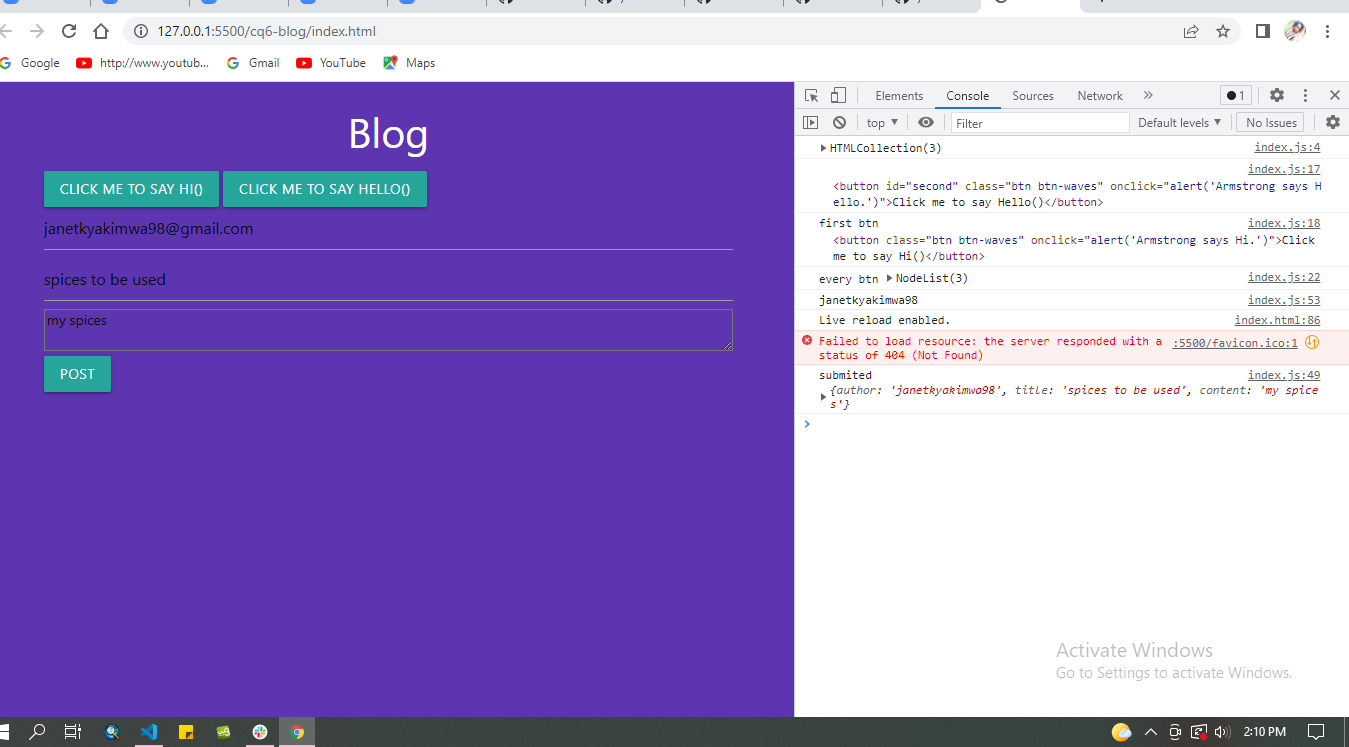 127.0.0.1:5500/cq6-blog/index.html
Google http://www.youtub... Gmail YouTube Maps
Elements Console Sources Network » 1
top ▼ Filter Default levels ▼ No Issues
Blog
CLICK ME TO SAY HI() CLICK ME TO SAY HELLO()
janetkyakimwa98@gmail.com
spices to be used
my spices
POST
HTMLCollection(3) index.js:4
index.js:17
<button id="second" class="btn btn-waves" onclick="alert('Armstrong says H
ello.')">Click me to say Hello()</button>
first btn index.js:18
<button class="btn btn-waves" onclick="alert('Armstrong says Hi.')">Click
me to say Hi()</button>
every btn ▶ NodeList(3) index.js:22
janetkyakimwa98 index.js:53
Live reload enabled. index.html:86
Failed to load resource: the server responded with a :5500/favicon.ico:1
status of 404 (Not Found)
submited index.js:49
{author: 'janetkyakimwa98', title: 'spices to be used', content: 'my spice
s'}
Activate Windows
Go to Settings to activate Windows.
2:10 PM